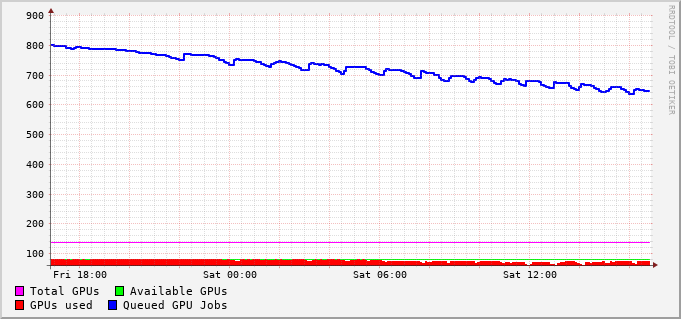 900
800
700
600
500
400
300
200
100
Fri 18:00 Sat 00:00 Sat 06:00 Sat 12:00
Total GPUs Available GPUs
GPUs used Queued GPU Jobs
RRDTOOL / TOBI OETIKER